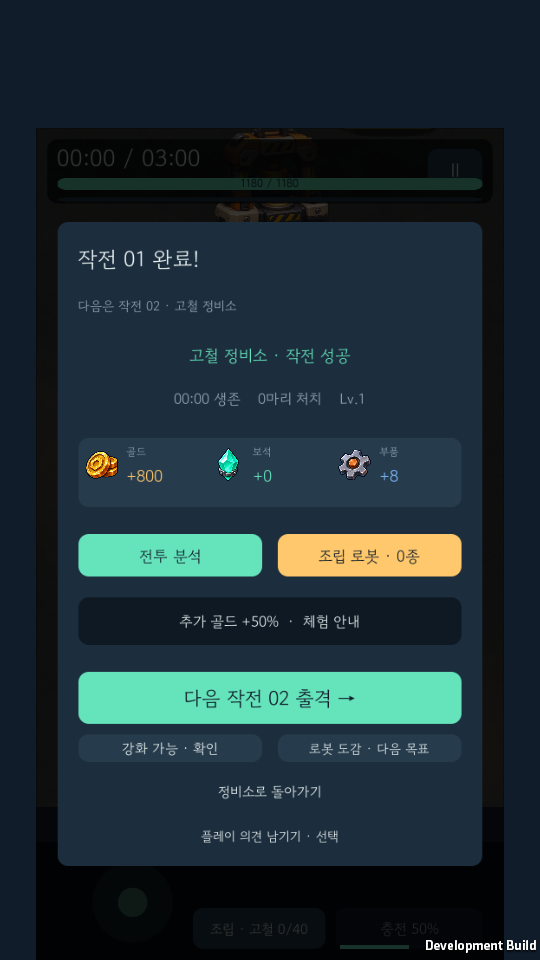 00:00 / 03:00
1180 / 1180
작전 01 완료!
다음은 작전 02 · 고철 정비소
고철 정비소 · 작전 성공
00:00 생존 0마리 처치 Lv.1
골드 보석 부품
+800 +0 +8
전투 분석 조립 로봇 · 0종
추가 골드 +50% · 체험 안내
다음 작전 02 출격 →
강화 가능 · 확인 로봇 도감 · 다음 목표
정비소로 돌아가기
플레이 의견 남기기 · 선택
조립 · 고철 0/40 충전 50%
Development Build